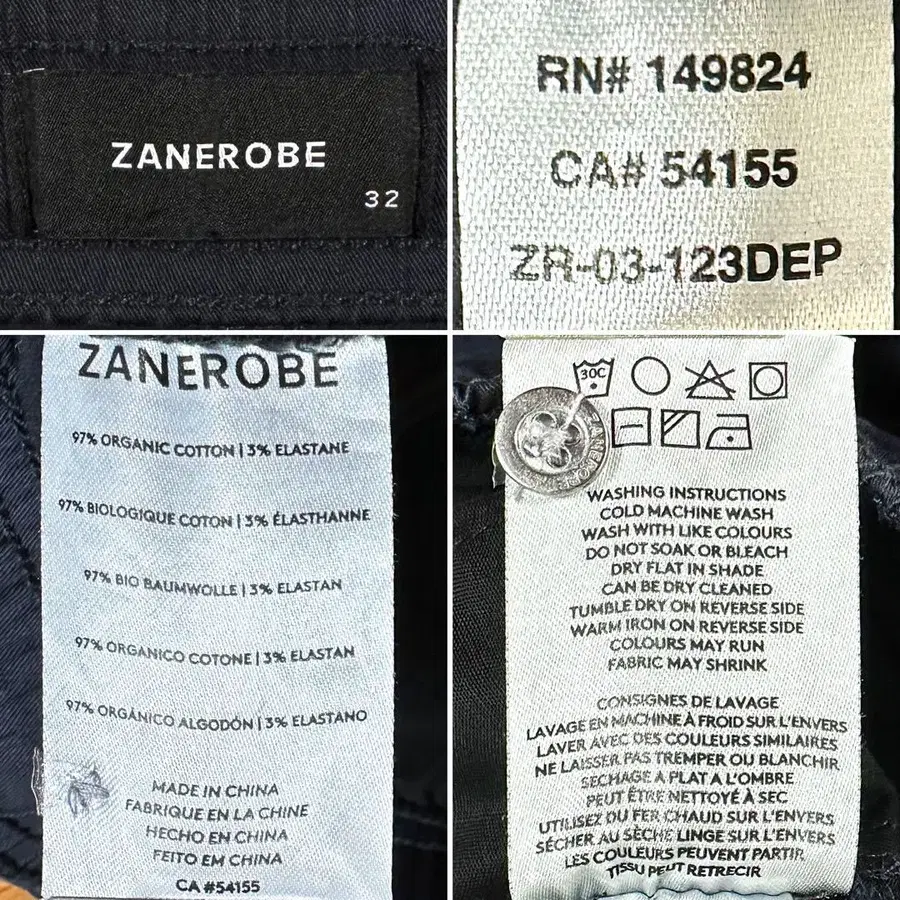 ZANEROBE
32
RN# 149824
CA# 54155
ZR-03-123DEP
ZANEROBE
97% ORGANIC COTTON | 3% ELASTANE
97% BIOLOGIQUE COTON | 3% ÉLASTHANNE
97% BIO BAUMWOLLE | 3% ELASTAN
97% ORGANICO COTONE | 3% ELASTAN
97% ORGÁNICO ALGODÓN | 3% ELASTANO
MADE IN CHINA
FABRIQUE EN LA CHINE
HECHO EN CHINA
FEITO EM CHINA
CA #54155
30C
WASHING INSTRUCTIONS
COLD MACHINE WASH
WASH WITH LIKE COLOURS
DO NOT SOAK OR BLEACH
DRY FLAT IN SHADE
CAN BE DRY CLEANED
TUMBLE DRY ON REVERSE SIDE
WARM IRON ON REVERSE SIDE
COLOURS MAY RUN
FABRIC MAY SHRINK
CONSIGNES DE LAVAGE
LAVAGE EN MACHINE À FROID SUR L'ENVERS
LAVER AVEC DES COULEURS SIMILAIRES
NE LAISSER PAS TREMPER OU BLANCHIR
SECHAGE A PLAT A L'OMBRE
PEUT ÊTRE NETTOYÉ À SEC
UTILISEZ DU FER CHAUD SUR L'ENVERS
SÉCHER AU SÈCHE LINGE SUR L'ENVERS
LES COULEURS PEUVENT PARTIR
TISSU PEUT RETRECIR